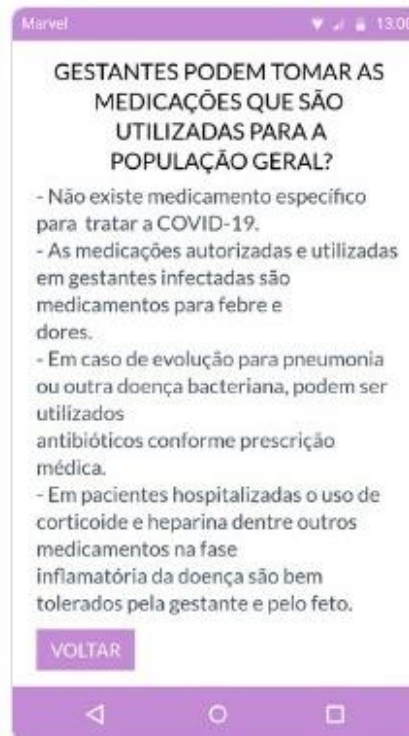 Marvel 13:00
GESTANTES PODEM TOMAR AS
MEDICAÇÕES QUE SÃO
UTILIZADAS PARA A
POPULAÇÃO GERAL?
- Não existe medicamento específico
para tratar a COVID-19.
- As medicações autorizadas e utilizadas
em gestantes infectadas são
medicamentos para febre e
dores.
- Em caso de evolução para pneumonia
ou outra doença bacteriana, podem ser
utilizados
antibióticos conforme prescrição
médica.
- Em pacientes hospitalizadas o uso de
corticoide e heparina dentre outros
medicamentos na fase
inflamatória da doença são bem
tolerados pela gestante e pelo feto.
VOLTAR